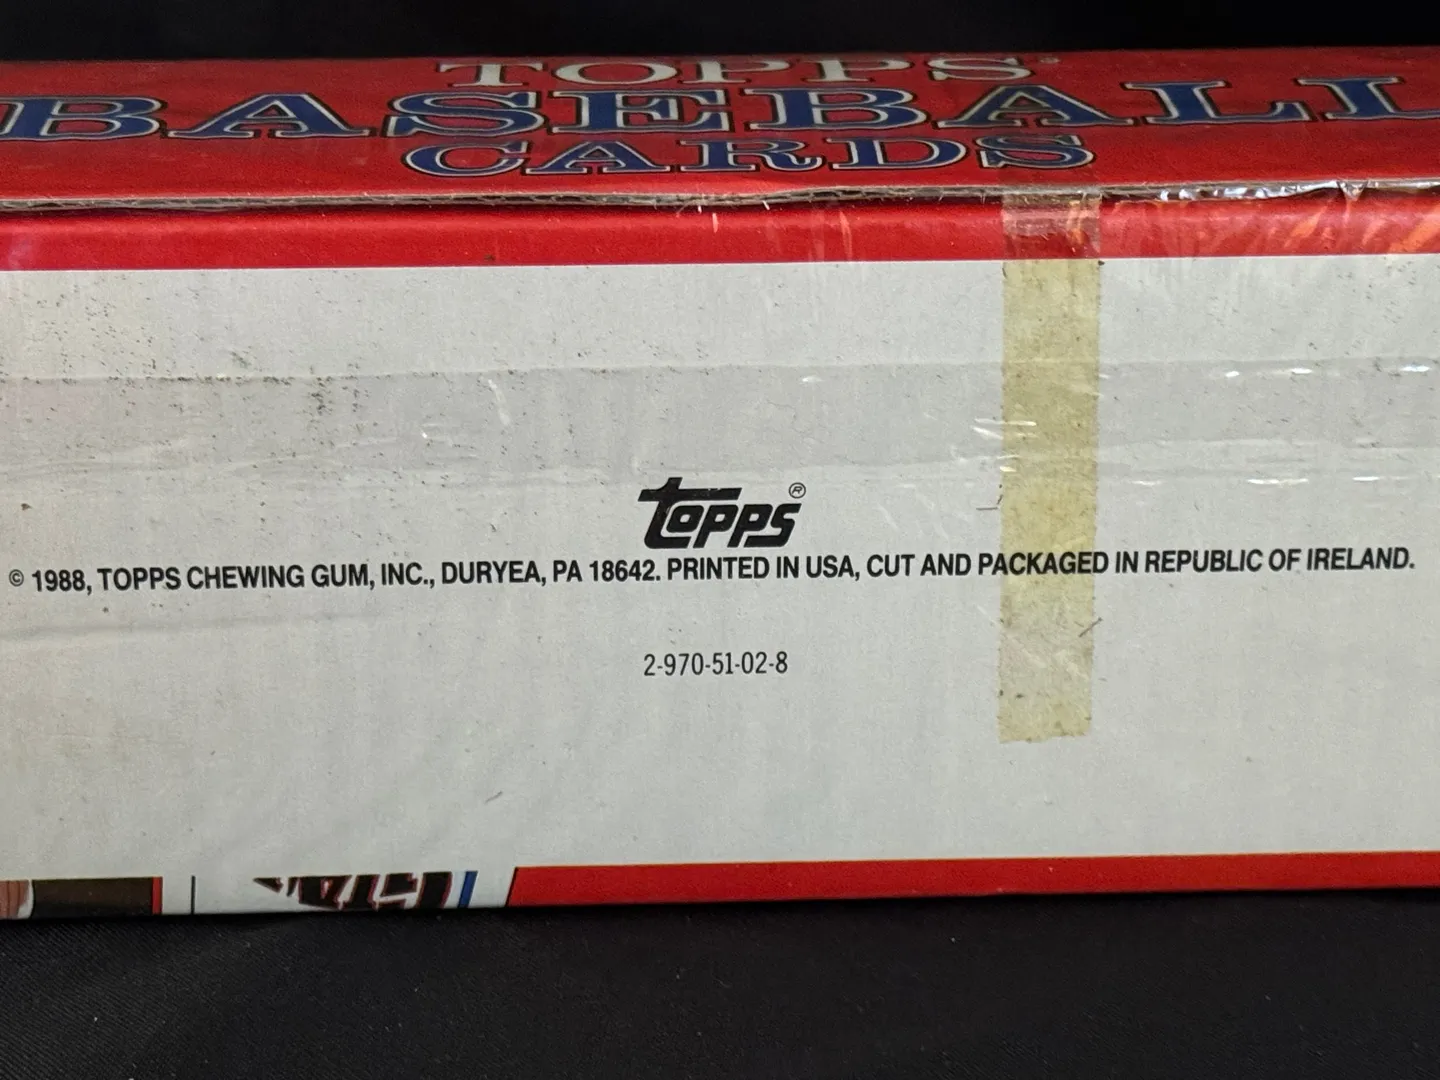 TOPPS
BASEBALL
CARDS
Topps®
© 1988, TOPPS CHEWING GUM, INC., DURYEA, PA 18642. PRINTED IN USA, CUT AND PACKAGED IN REPUBLIC OF IRELAND.
2-970-51-02-8